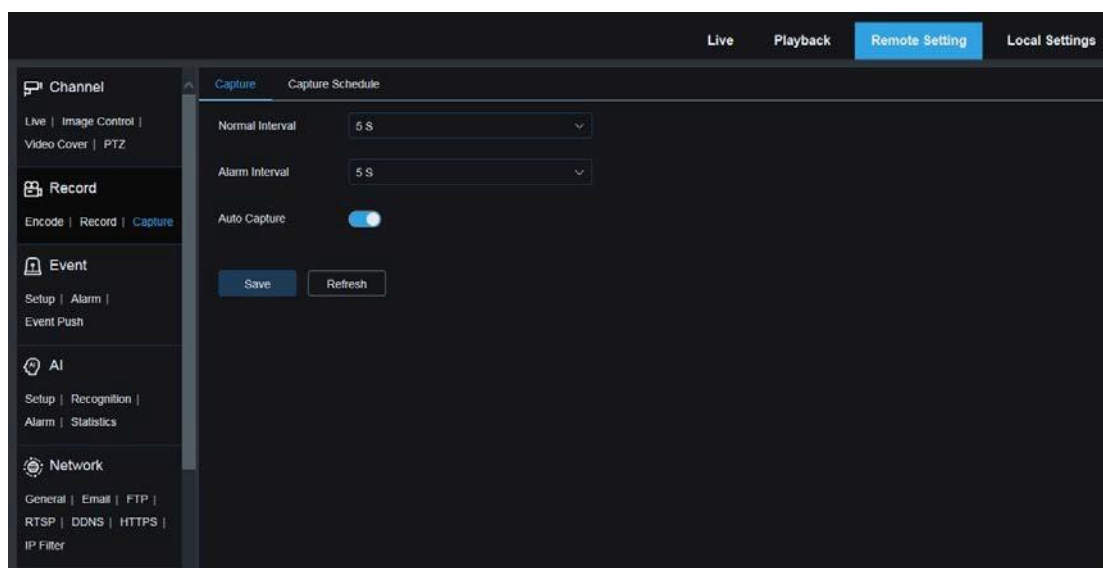 Live Playback Remote Setting Local Settings
Channel
Live | Image Control |
Video Cover | PTZ
Record
Encode | Record | Capture
Event
Setup | Alarm |
Event Push
AI
Setup | Recognition |
Alarm | Statistics
Network
General | Email | FTP |
RTSP | DDNS | HTTPS |
IP Filter
Capture Capture Schedule
Normal Interval 5 S
Alarm Interval 5 S
Auto Capture
Save Refresh